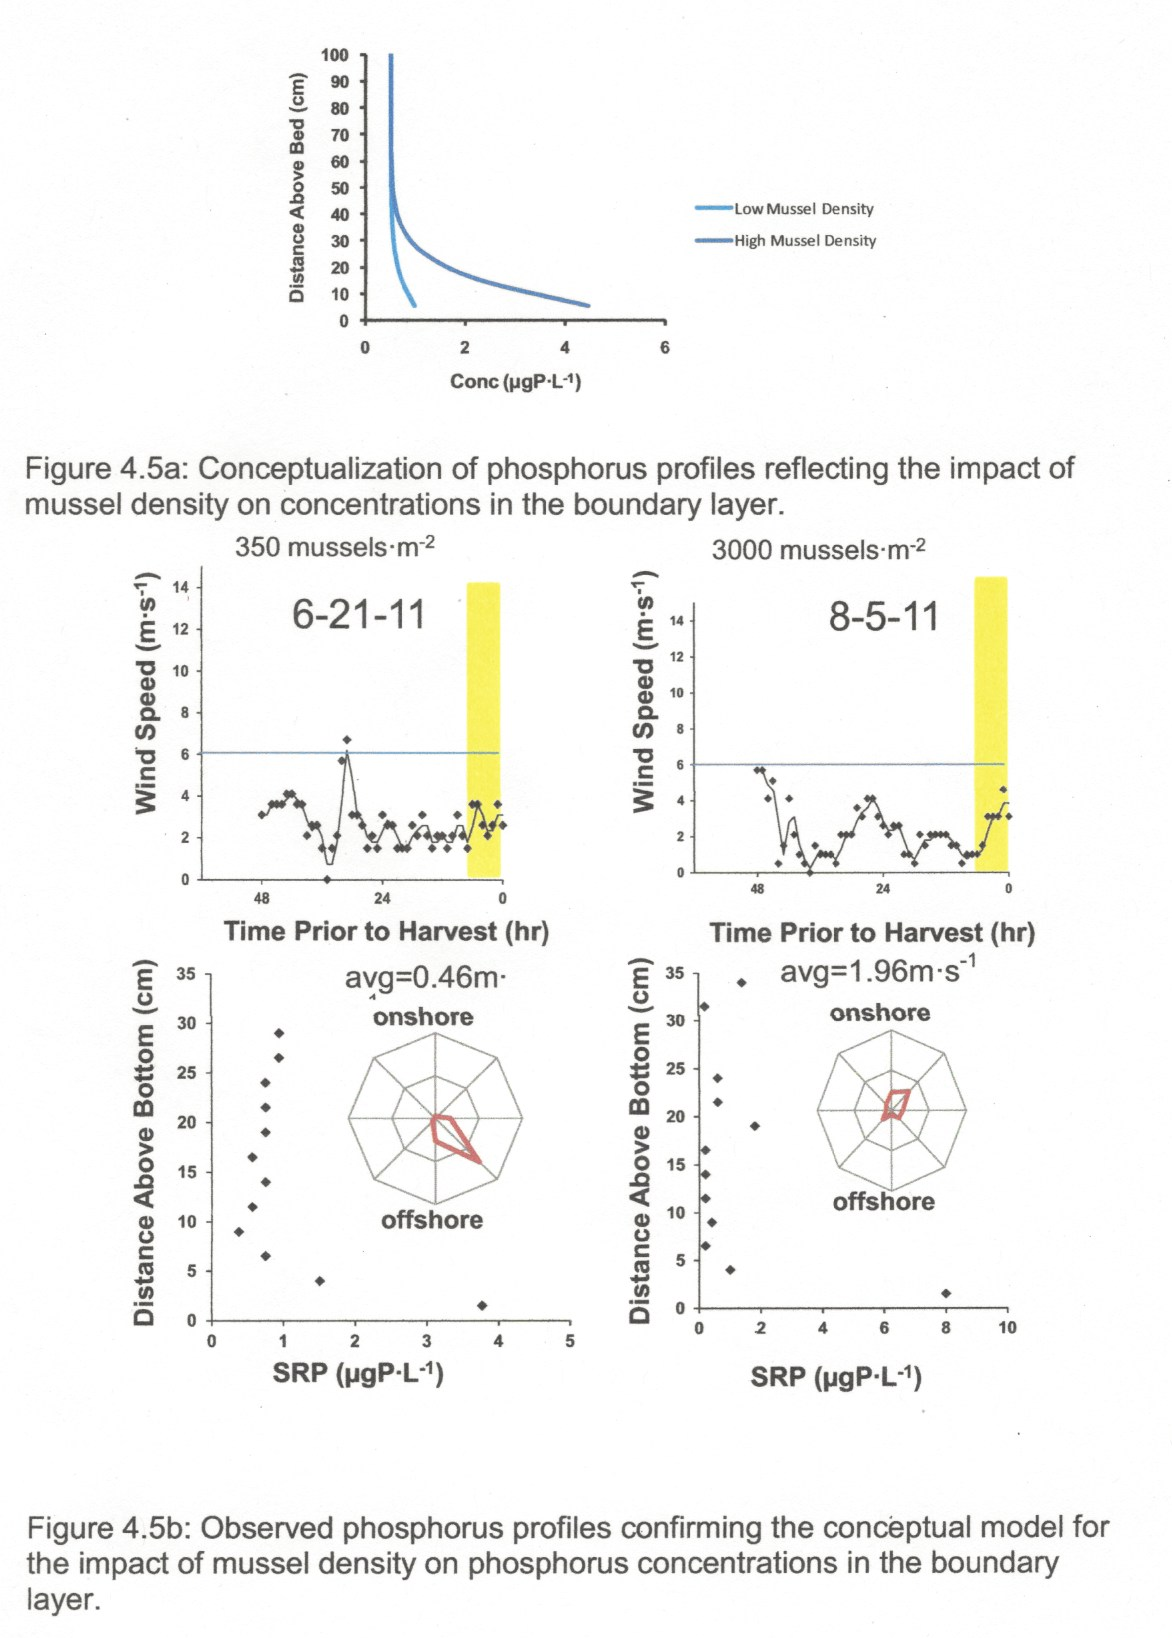 100
90
80
70
60
50
40
30
20
10
0
Distance Above Bed (cm)
0 2 4 6
Conc (µgP·L-1)
Low Mussel Density
High Mussel Density
Figure 4.5a: Conceptualization of phosphorus profiles reflecting the impact of
mussel density on concentrations in the boundary layer.
350 mussels·m-2
14
12
10
8
6
4
2
0
Wind Speed (m·s-1)
6-21-11
48 24 0
Time Prior to Harvest (hr)
3000 mussels·m-2
14
12
10
8
6
4
2
0
Wind Speed (m·s-1)
8-5-11
48 24 0
Time Prior to Harvest (hr)
35
30
25
20
15
10
5
0
Distance Above Bottom (cm)
avg=0.46m·
onshore
offshore
0 1 2 3 4 5
SRP (µgP·L-1)
35
30
25
20
15
10
5
0
Distance Above Bottom (cm)
avg=1.96m·s-1
onshore
offshore
0 2 4 6 8 10
SRP (µgP·L-1)
Figure 4.5b: Observed phosphorus profiles confirming the conceptual model for
the impact of mussel density on phosphorus concentrations in the boundary
layer.